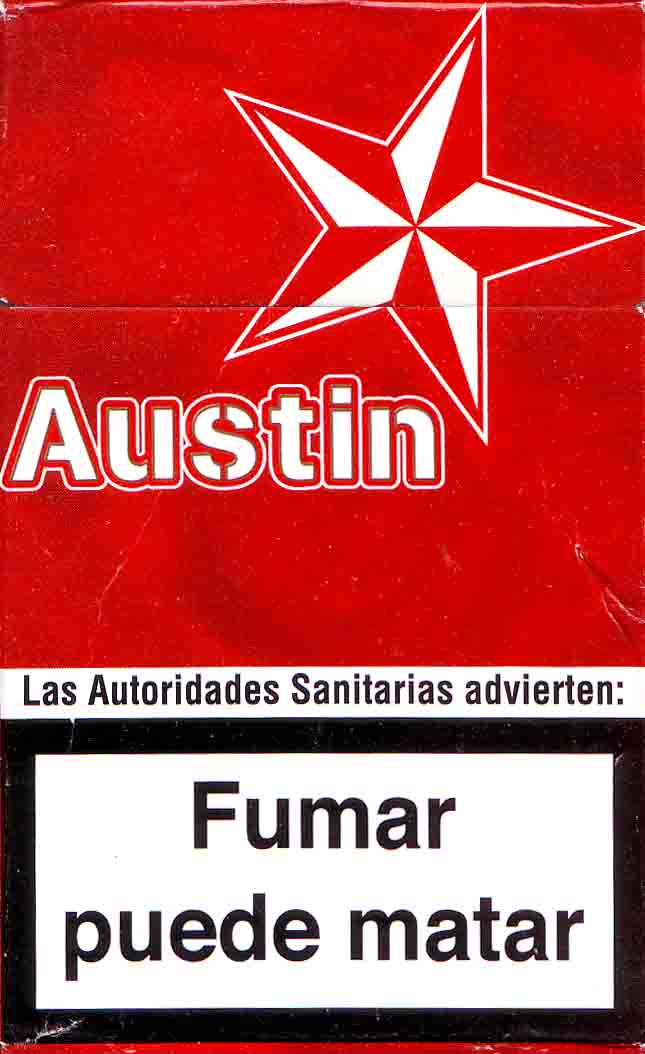 Austin
Las Autoridades Sanitarias advierten:
Fumar
puede matar